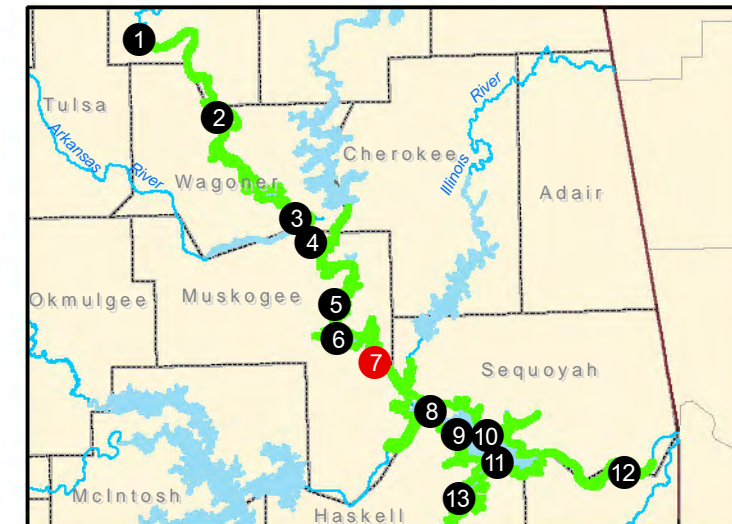 1
River
Tulsa
2
Arkansas
Cherokee
River
Illinois
Wagoner
Adair
3
4
Muskogee
Okmulgee
5
6
7
Sequoyah
8
9
10
11
12
McIntosh
13
Haskell